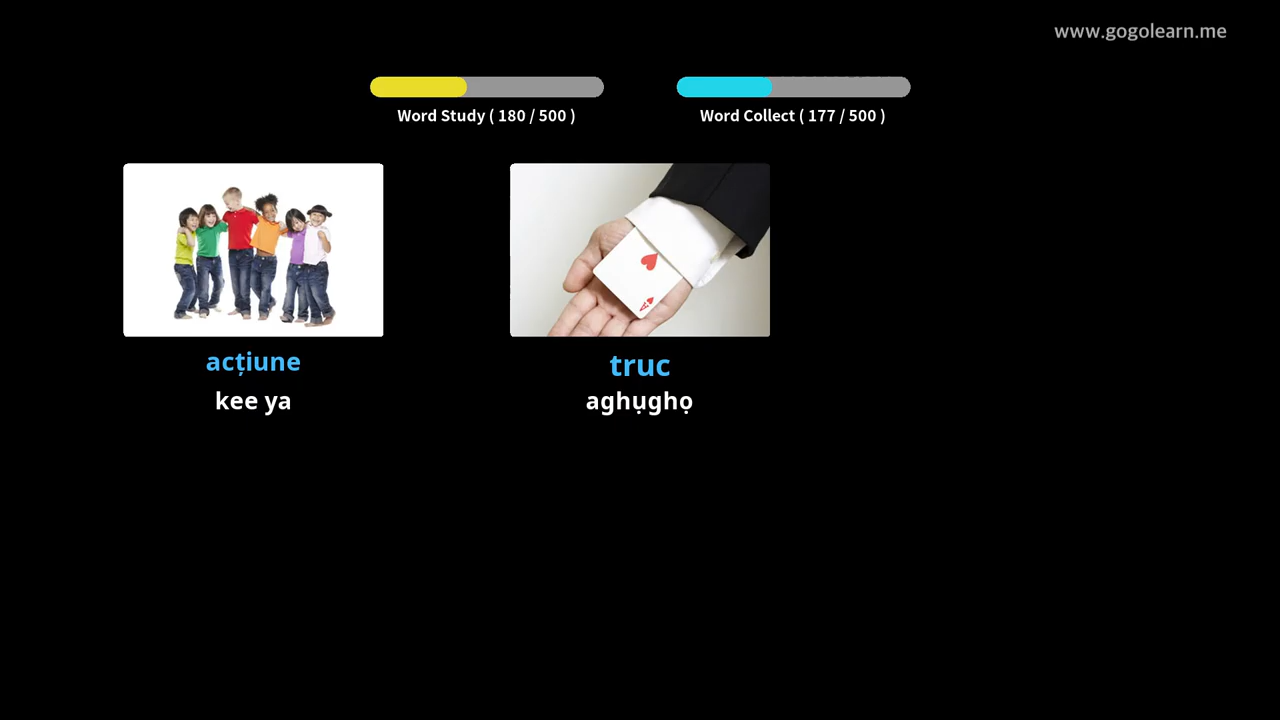 www.gogolearn.me
Word Study ( 180 / 500 )
Word Collect ( 177 / 500 )
acțiune
kee ya
truc
aghụghọ